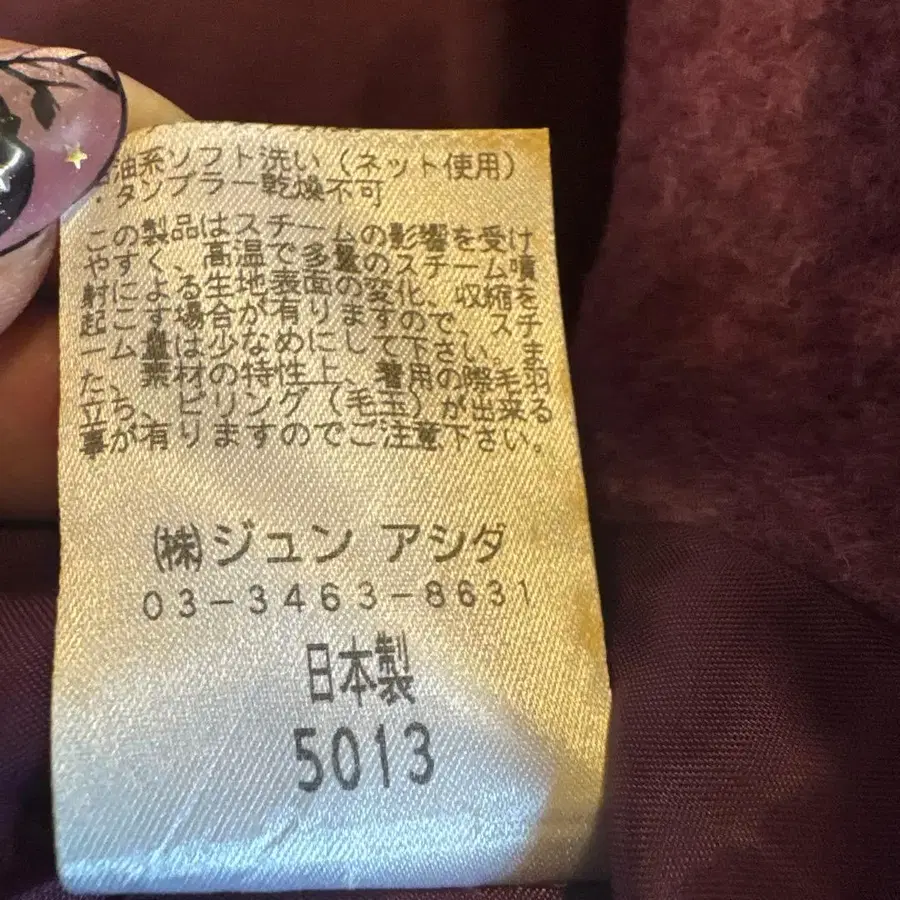 油系ソフト洗い（ネット使用）
・タンブラー乾燥不可
この製品はスチームの影響を受け
やすく、高温で多量のスチーム噴
射による生地表面の変化、収縮を
起こす場合が有りますので、スチ
ーム量は少なめにして下さい。ま
た、素材の特性上、着用の際毛羽
立ち、ピリング（毛玉）が出来る
事が有りますのでご注意下さい。
㈱ジュン アシダ
03-3463-8631
日本製
5013